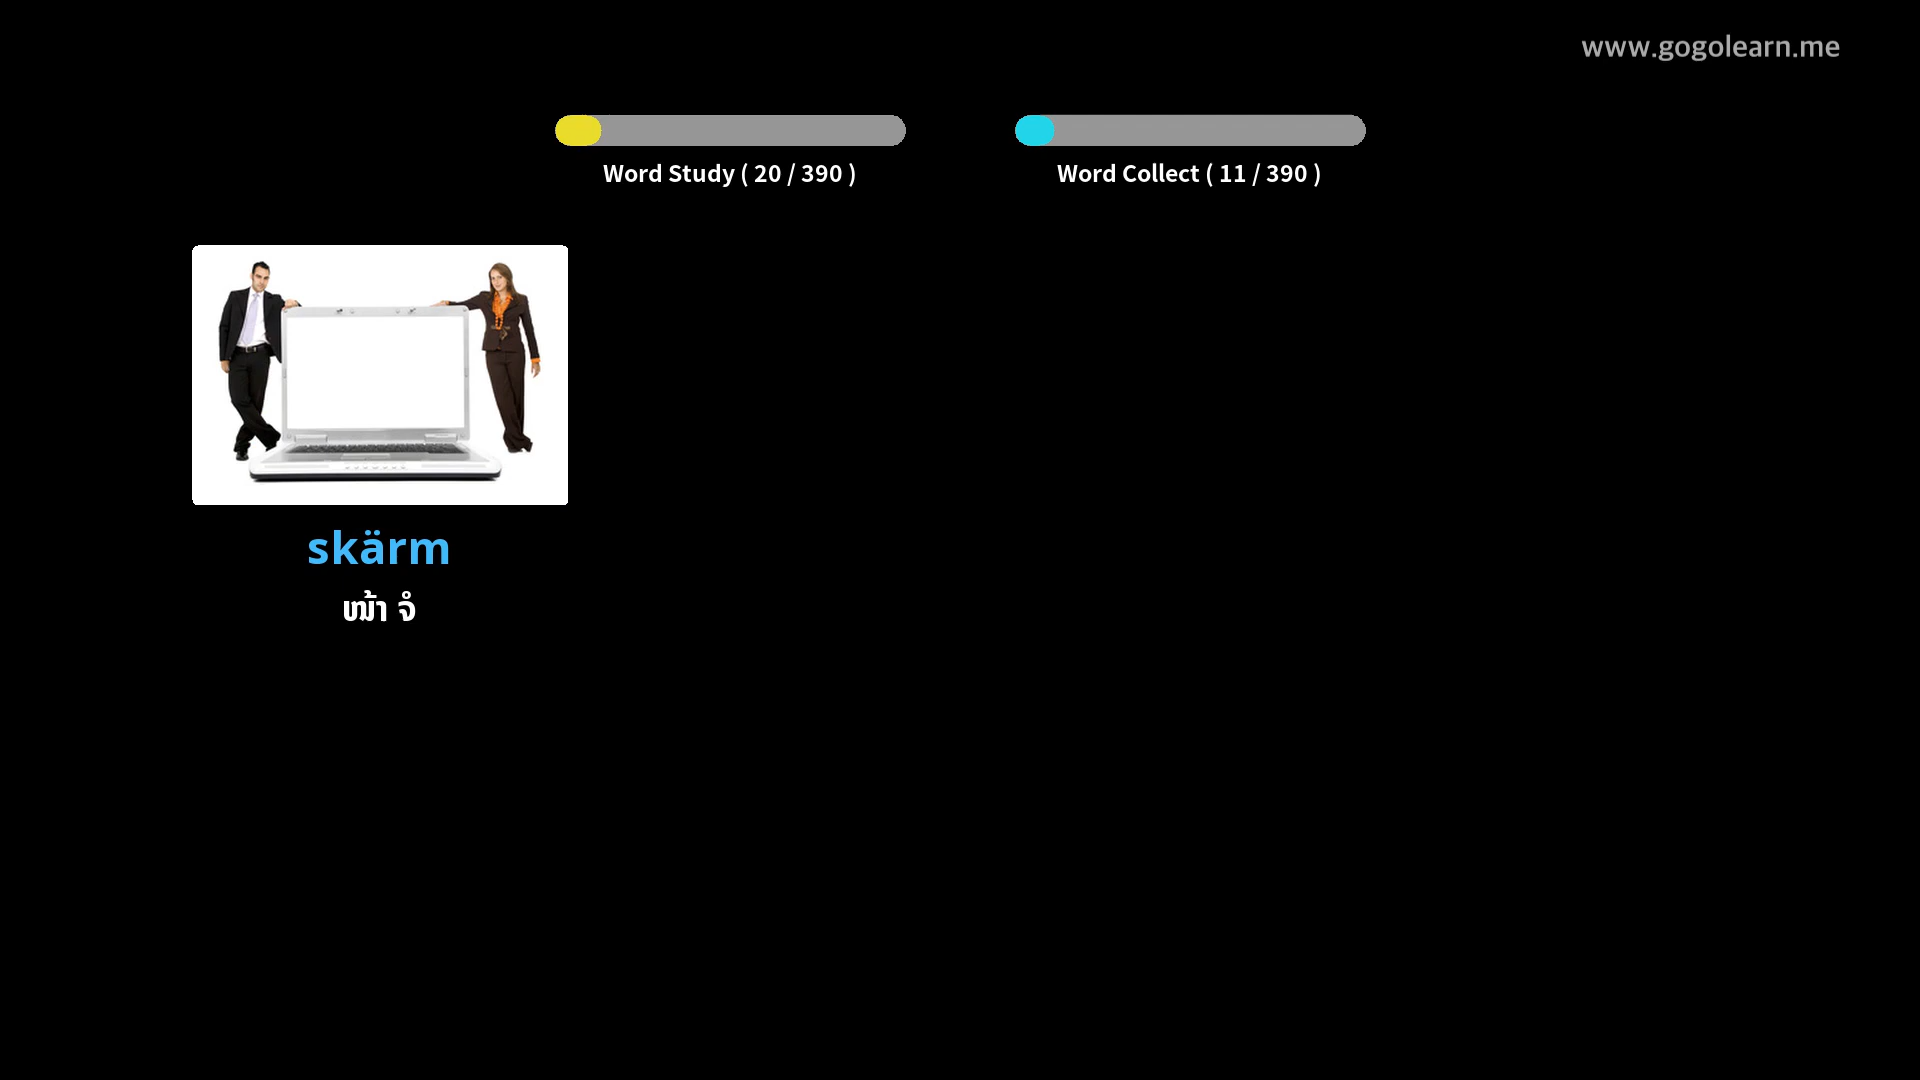 www.gogolearn.me
Word Study ( 20 / 390 )
Word Collect ( 11 / 390 )
skärm
ໜ້າ ຈໍ